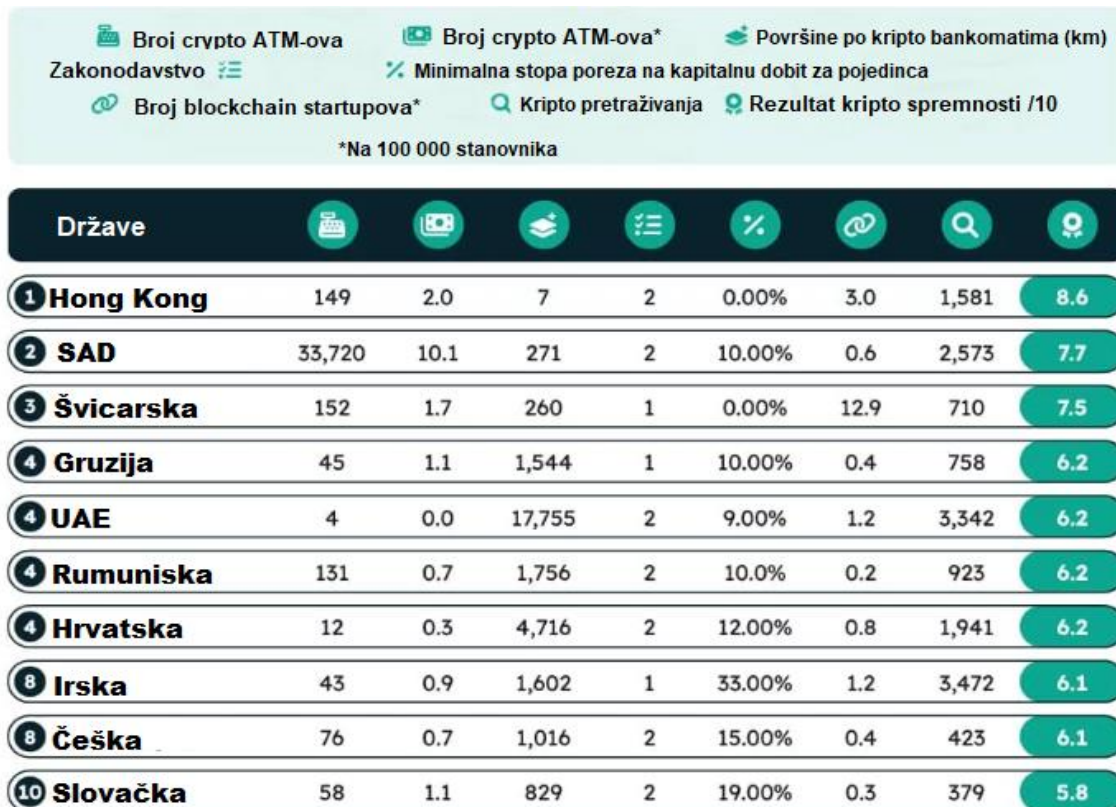 Broj crypto ATM-ova Broj crypto ATM-ova* Površine po kripto bankomatima (km)
Zakonodavstvo Minimalna stopa poreza na kapitalnu dobit za pojedinca
Broj blockchain startupova* Kripto pretraživanja Rezultat kripto spremnosti /10
*Na 100 000 stanovnika
Države %
1 Hong Kong 149 2.0 7 2 0.00% 3.0 1,581 8.6
2 SAD 33,720 10.1 271 2 10.00% 0.6 2,573 7.7
3 Švicarska 152 1.7 260 1 0.00% 12.9 710 7.5
4 Gruzija 45 1.1 1,544 1 10.00% 0.4 758 6.2
4 UAE 4 0.0 17,755 2 9.00% 1.2 3,342 6.2
4 Rumuniska 131 0.7 1,756 2 10.0% 0.2 923 6.2
4 Hrvatska 12 0.3 4,716 2 12.00% 0.8 1,941 6.2
8 Irska 43 0.9 1,602 1 33.00% 1.2 3,472 6.1
8 Češka 76 0.7 1,016 2 15.00% 0.4 423 6.1
10 Slovačka 58 1.1 829 2 19.00% 0.3 379 5.8